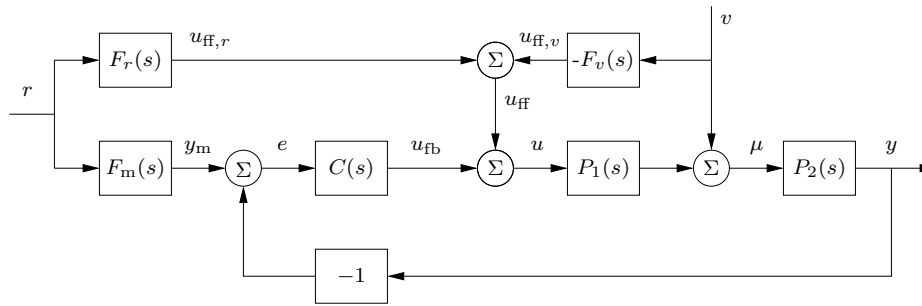 v
u_ff,r
u_ff,v
F_r(s)
Σ
-F_v(s)
r
u_ff
y_m
e
u_fb
u
μ
y
F_m(s)
Σ
C(s)
Σ
P_1(s)
Σ
P_2(s)
−1